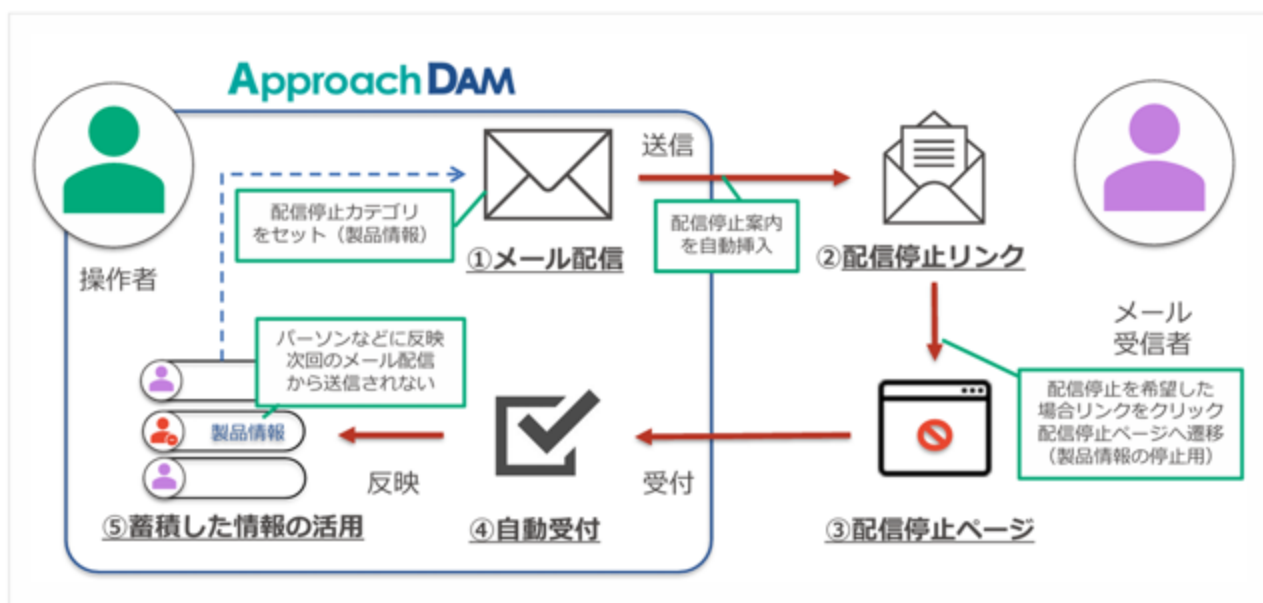 ApproachDAM
操作者
配信停止カテゴリ
をセット（製品情報）
①メール配信
送信
配信停止案内
を自動挿入
②配信停止リンク
メール
受信者
配信停止を希望した
場合リンクをクリック
配信停止ページへ遷移
（製品情報の停止用）
③配信停止ページ
受付
④自動受付
反映
パーソンなどに反映
次回のメール配信
から送信されない
製品情報
⑤蓄積した情報の活用